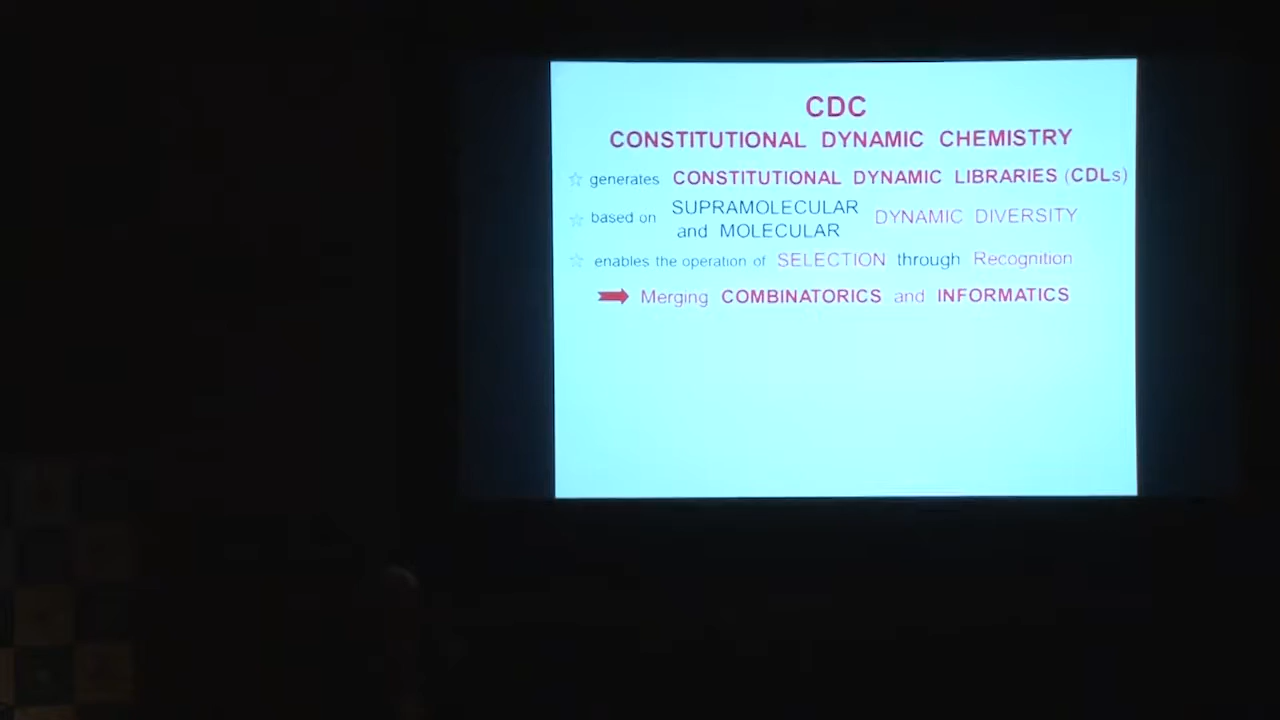 CDC
CONSTITUTIONAL DYNAMIC CHEMISTRY
☆ generates CONSTITUTIONAL DYNAMIC LIBRARIES (CDLs)
☆ based on SUPRAMOLECULAR and MOLECULAR DYNAMIC DIVERSITY
☆ enables the operation of SELECTION through Recognition
➡ Merging COMBINATORICS and INFORMATICS